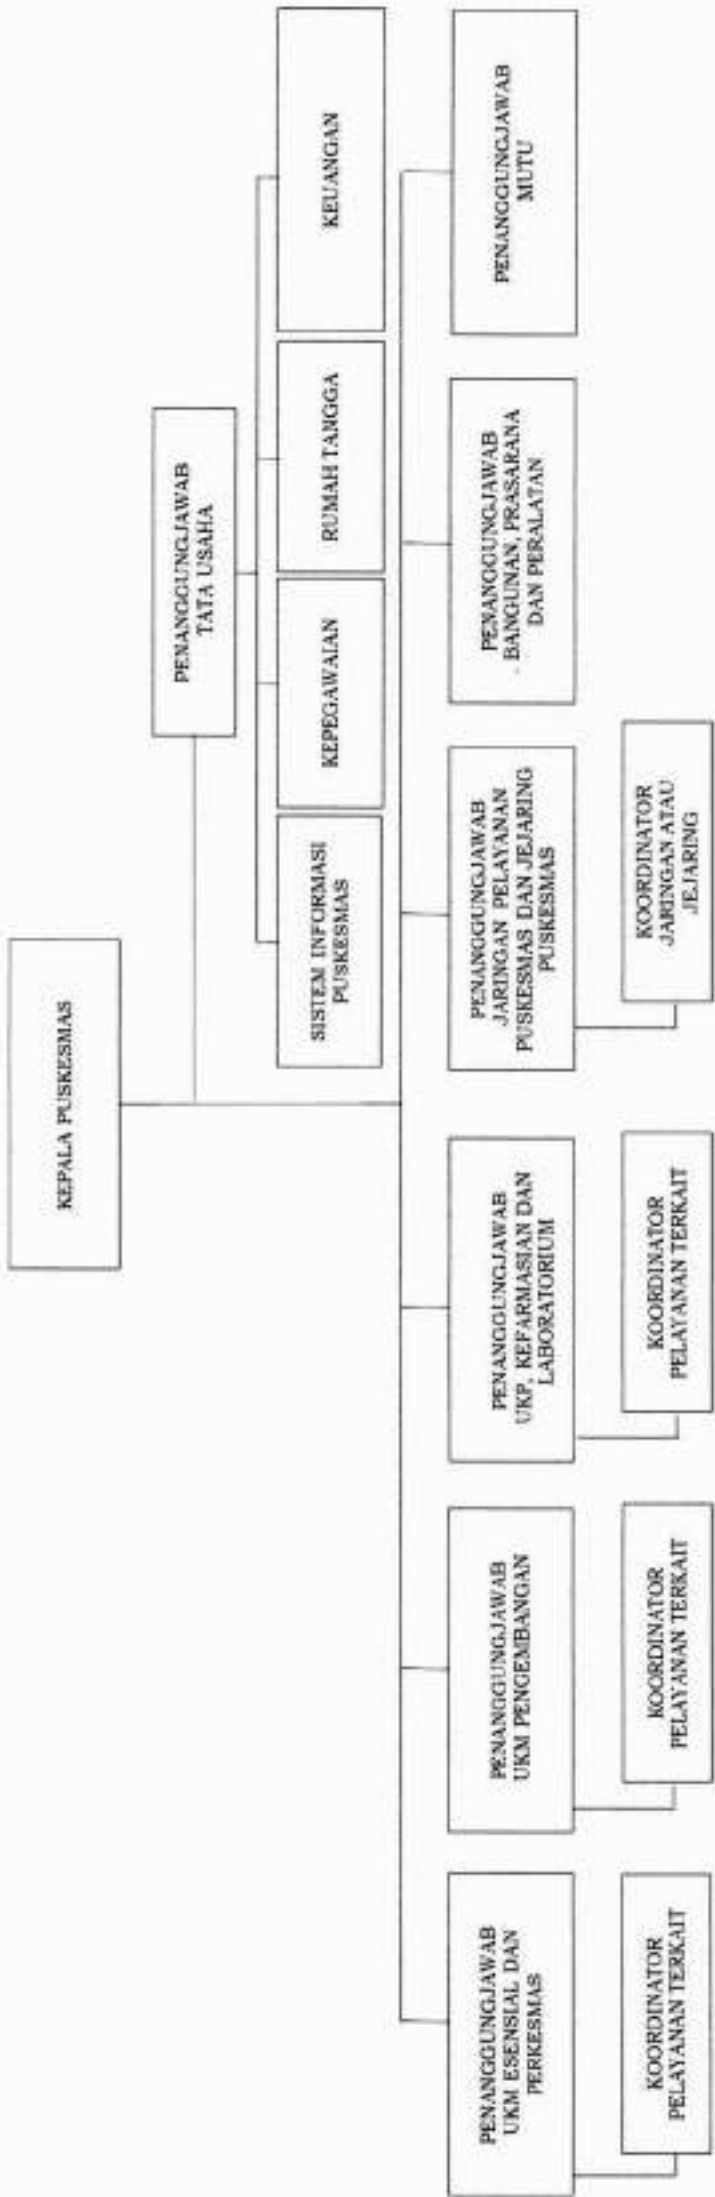 KEPALA PUSKESMAS
PENANGGUNGJAWAB
TATA USAHA
SISTEM INFORMASI
PUSKESMAS
KEPEGAWAIAN
RUMAH TANGGA
KEUANGAN
PENANGGUNGJAWAB
UKM ESENSIAL DAN
PERKESMAS
PENANGGUNGJAWAB
UKM PENGEMBANGAN
PENANGGUNGJAWAB
UKP, KEFARMASIAN DAN
LABORATORIUM
PENANGGUNGJAWAB
JARINGAN PELAYANAN
PUSKESMAS DAN JEJARING
PUSKESMAS
PENANGGUNGJAWAB
BANGUNAN, PRASARANA
DAN PERALATAN
PENANGGUNGJAWAB
MUTU
KOORDINATOR
PELAYANAN TERKAIT
KOORDINATOR
PELAYANAN TERKAIT
KOORDINATOR
PELAYANAN TERKAIT
KOORDINATOR
JARINGAN ATAU
JEJARING